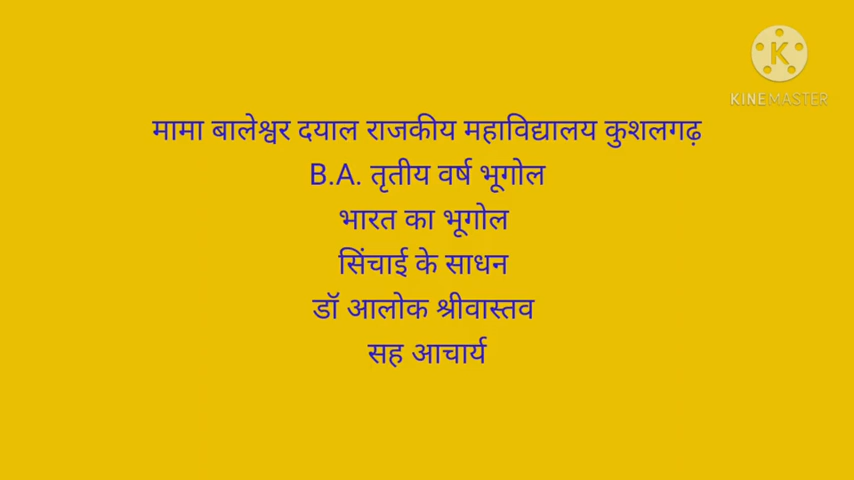 K
KINEMASTER
मामा बालेश्वर दयाल राजकीय महाविद्यालय कुशलगढ़
B.A. तृतीय वर्ष भूगोल
भारत का भूगोल
सिंचाई के साधन
डॉ आलोक श्रीवास्तव
सह आचार्य